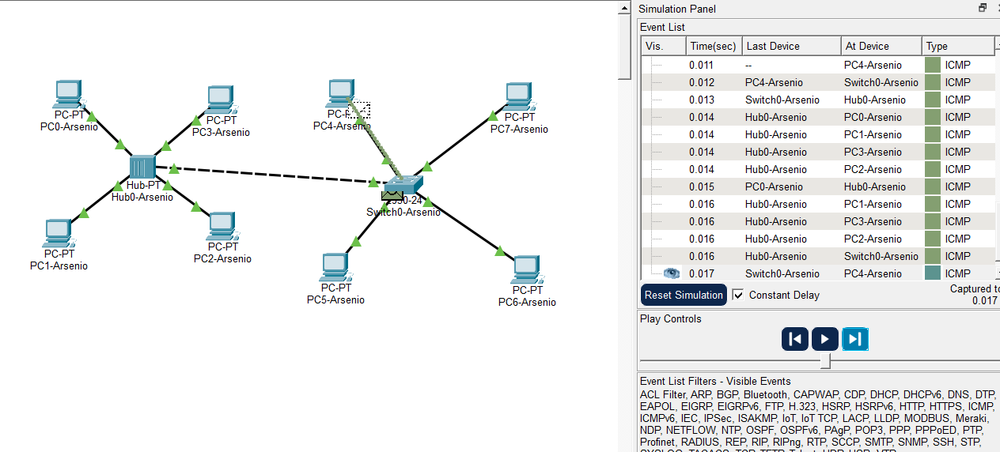 PC-PT
PC0-Arsenio
PC-PT
PC3-Arsenio
PC4-Arsenio
PC-PT
PC7-Arsenio
Hub-PT
Hub0-Arsenio
Switch0-Arsenio
PC-PT
PC1-Arsenio
PC-PT
PC2-Arsenio
PC-PT
PC5-Arsenio
PC-PT
PC6-Arsenio
Simulation Panel
Event List
Vis. Time(sec) Last Device At Device Type
0.011 -- PC4-Arsenio ICMP
0.012 PC4-Arsenio Switch0-Arsenio ICMP
0.013 Switch0-Arsenio Hub0-Arsenio ICMP
0.014 Hub0-Arsenio PC0-Arsenio ICMP
0.014 Hub0-Arsenio PC1-Arsenio ICMP
0.014 Hub0-Arsenio PC3-Arsenio ICMP
0.014 Hub0-Arsenio PC2-Arsenio ICMP
0.015 PC0-Arsenio Hub0-Arsenio ICMP
0.016 Hub0-Arsenio PC1-Arsenio ICMP
0.016 Hub0-Arsenio PC3-Arsenio ICMP
0.016 Hub0-Arsenio PC2-Arsenio ICMP
0.016 Hub0-Arsenio Switch0-Arsenio ICMP
0.017 Switch0-Arsenio PC4-Arsenio ICMP
Reset Simulation Constant Delay Captured to
0.017
Play Controls
Event List Filters - Visible Events
ACL Filter, ARP, BGP, Bluetooth, CAPWAP, CDP, DHCP, DHCPv6, DNS, DTP,
EAPOL, EIGRP, EIGRPv6, FTP, H.323, HSRP, HSRPv6, HTTP, HTTPS, ICMP,
ICMPv6, IEC, IPSec, ISAKMP, IoT, IoT TCP, LACP, LLDP, MODBUS, Meraki,
NDP, NETFLOW, NTP, OSPF, OSPFv6, PAgP, POP3, PPP, PPPoED, PTP,
Profinet, RADIUS, REP, RIP, RIPng, RTP, SCCP, SMTP, SNMP, SSH, STP,